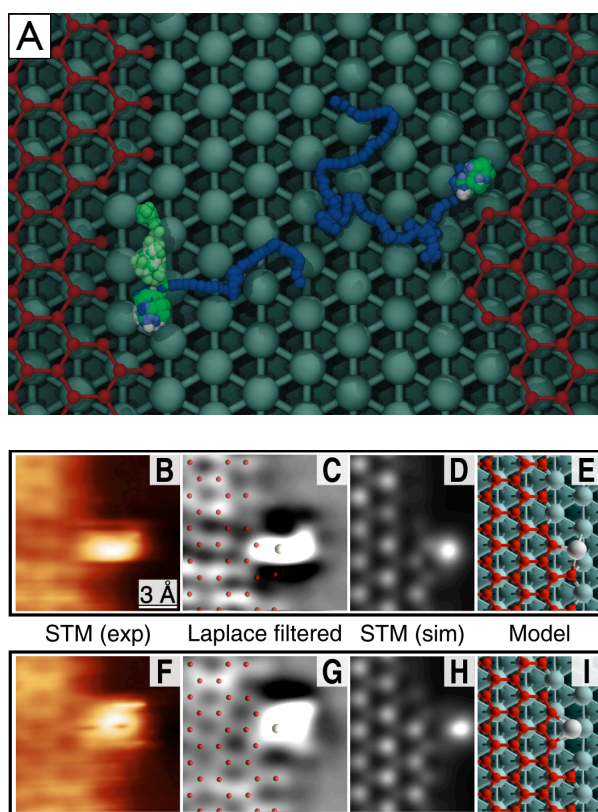 A
B C D E
3 Å
STM (exp) Laplace filtered STM (sim) Model
F G H I